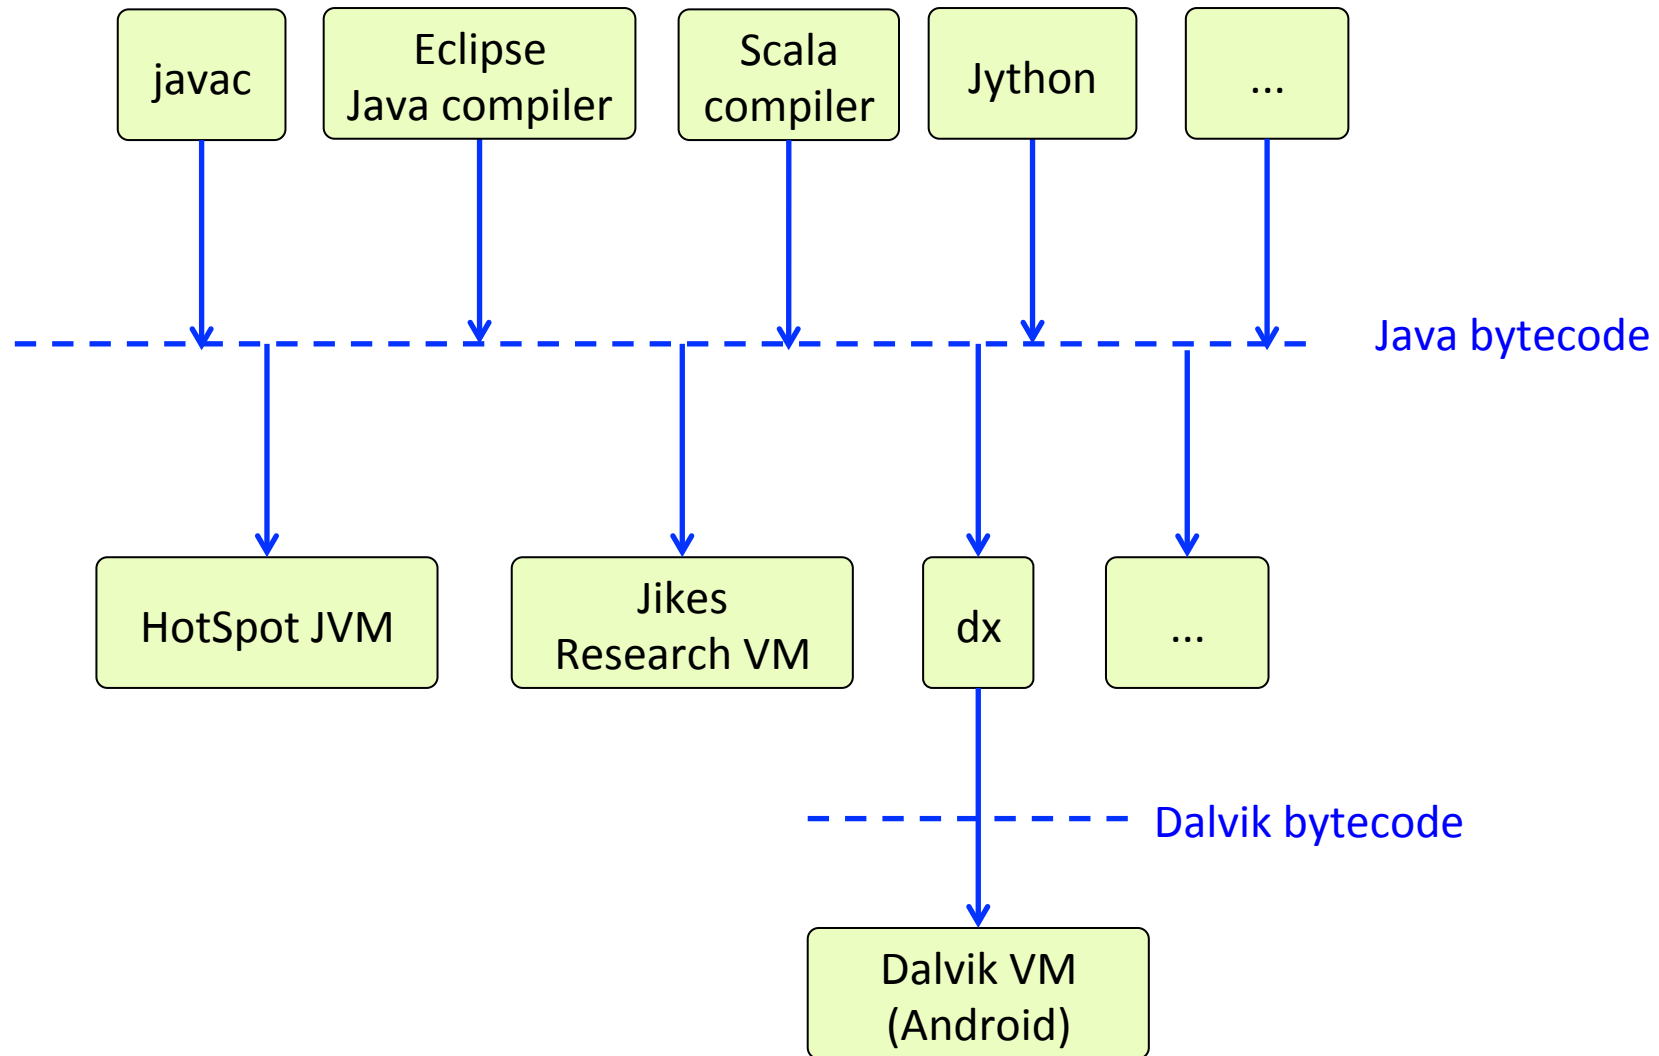 javac
Eclipse
Java compiler
Scala
compiler
Jython
...
Java bytecode
HotSpot JVM
Jikes
Research VM
dx
...
Dalvik bytecode
Dalvik VM
(Android)